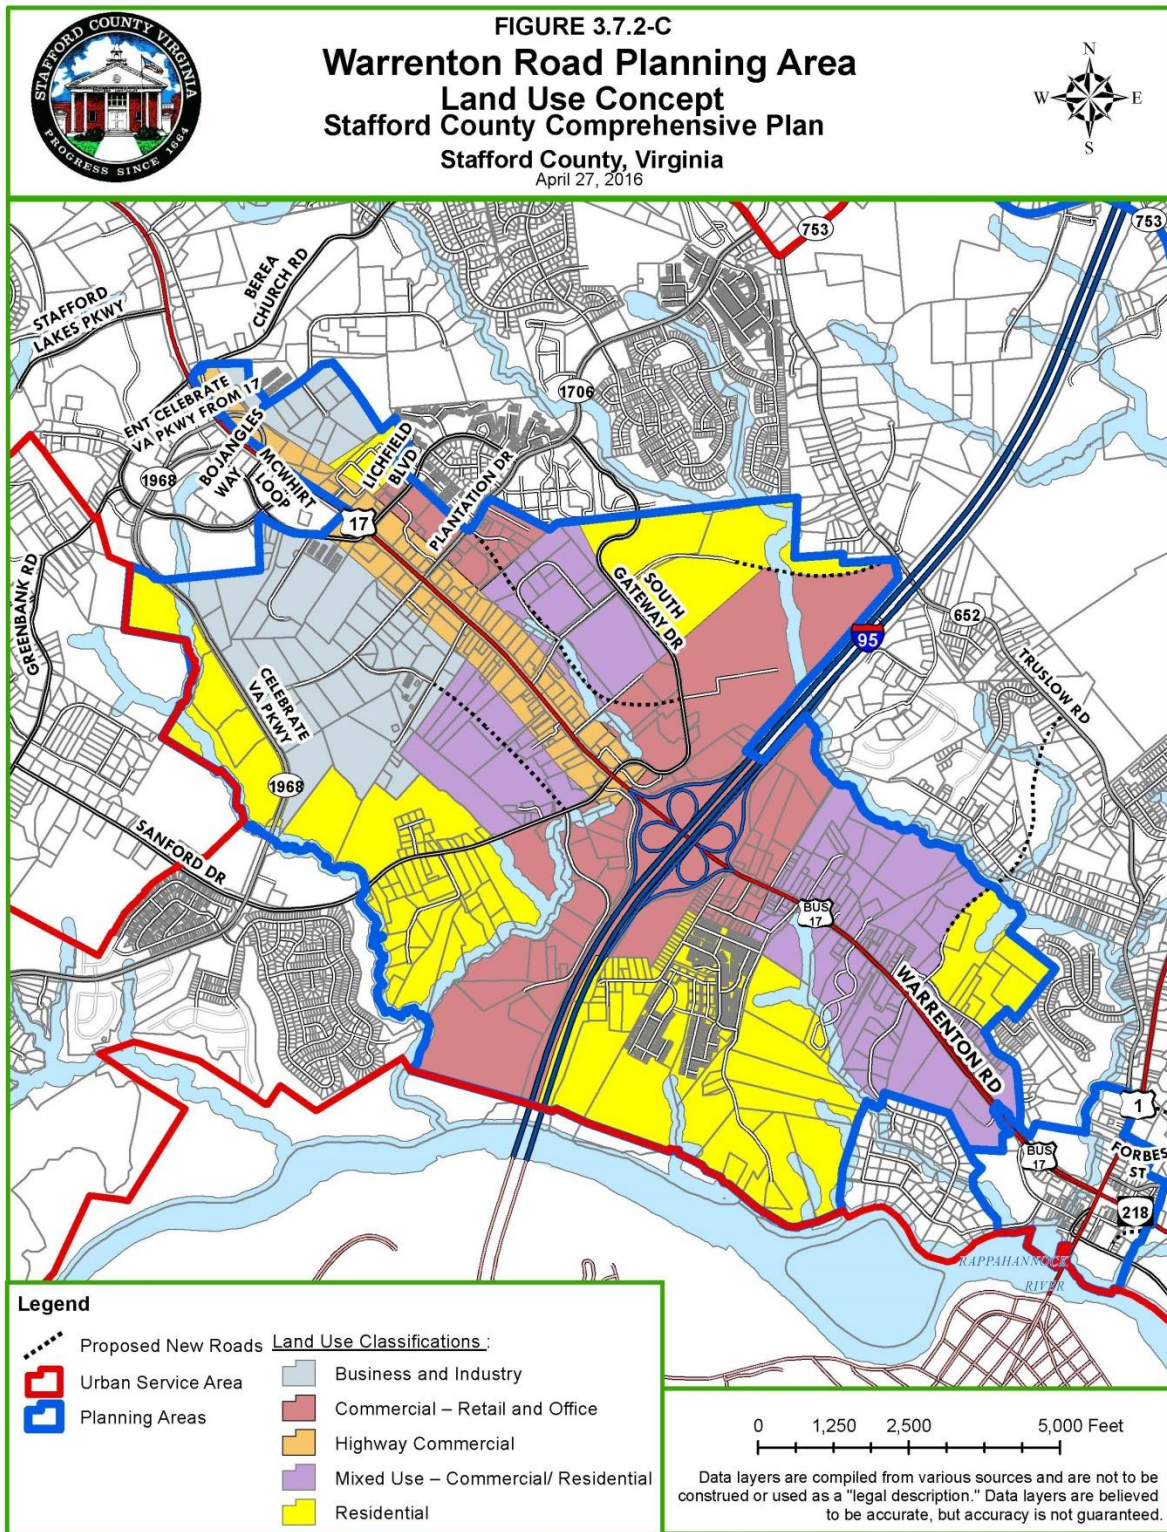 FIGURE 3.7.2-C
Warrenton Road Planning Area
Land Use Concept
Stafford County Comprehensive Plan
Stafford County, Virginia
April 27, 2016
STAFFORD COUNTY VIRGINIA
PROGRESS SINCE 1664
N
W E
S
753
753
STAFFORD
LAKES PKWY
BEREA
CHURCH RD
ENT CELEBRATE
VA PKWY FROM 17
1706
BOJANGLES
WAY
MCWHIRT
LOOP
LICHFIELD
BLVD
PLANTATION DR
1968
17
GREENBANK RD
SOUTH
GATEWAY DR
652
95
TRUSLOW RD
CELEBRATE
VA PKWY
1968
SANFORD DR
BUS
17
WARRENTON RD
1
BUS
17
FORBES
ST
218
RAPPAHANNOCK
RIVER
Legend
Proposed New Roads
Urban Service Area
Planning Areas
Land Use Classifications :
Business and Industry
Commercial – Retail and Office
Highway Commercial
Mixed Use – Commercial/ Residential
Residential
0 1,250 2,500 5,000 Feet
Data layers are compiled from various sources and are not to be
construed or used as a "legal description." Data layers are believed
to be accurate, but accuracy is not guaranteed.